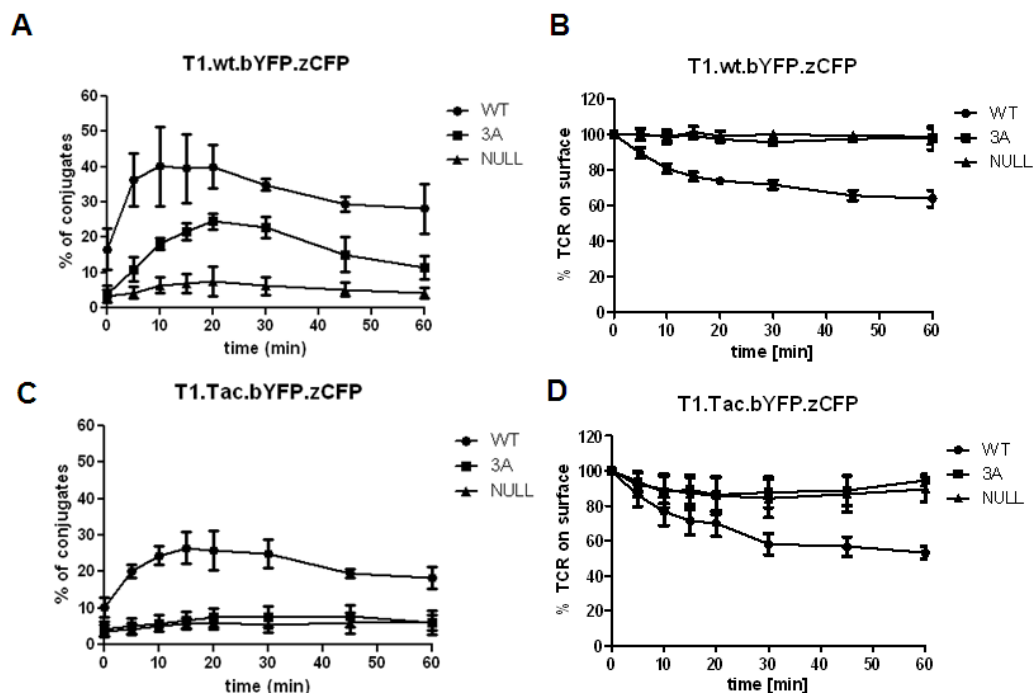 A
T1.wt.bYFP.zCFP
% of conjugates
60
50
40
30
20
10
0
0 10 20 30 40 50 60
time (min)
WT
3A
NULL
B
T1.wt.bYFP.zCFP
% TCR on surface
120
100
80
60
40
20
0
0 10 20 30 40 50 60
time [min]
WT
3A
NULL
C
T1.Tac.bYFP.zCFP
% of conjugates
60
50
40
30
20
10
0
0 10 20 30 40 50 60
time (min)
WT
3A
NULL
D
T1.Tac.bYFP.zCFP
% TCR on surface
120
100
80
60
40
20
0
0 10 20 30 40 50 60
time [min]
WT
3A
NULL